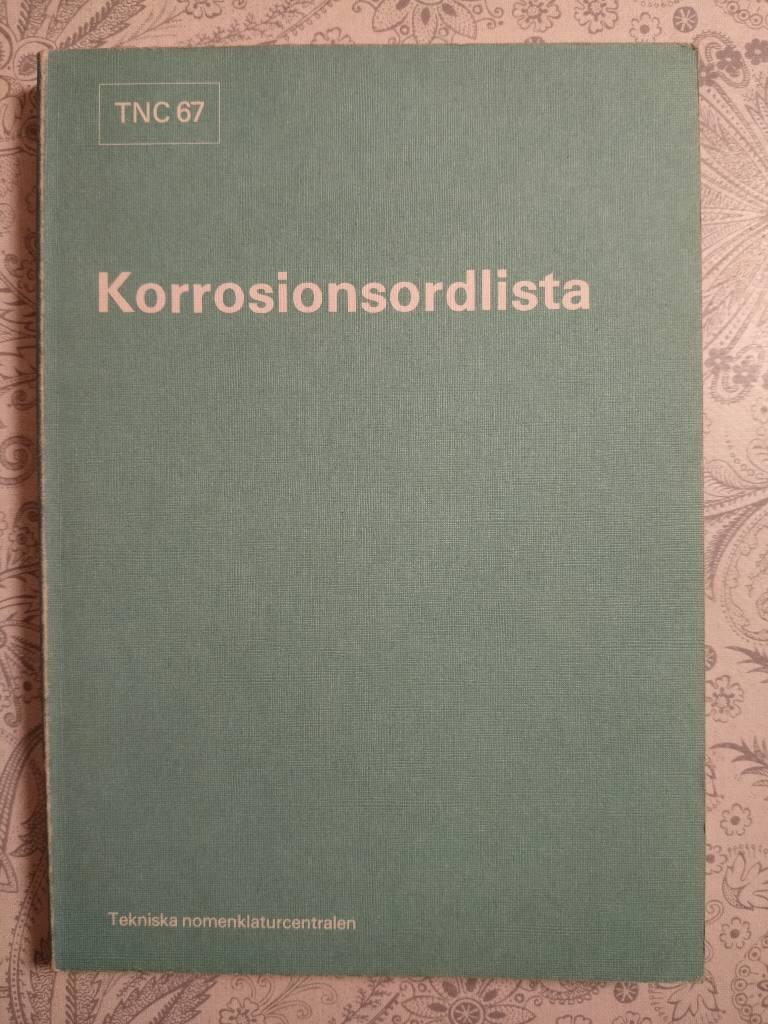 TNC 67
Korrosionsordlista
Tekniska nomenklaturcentralen